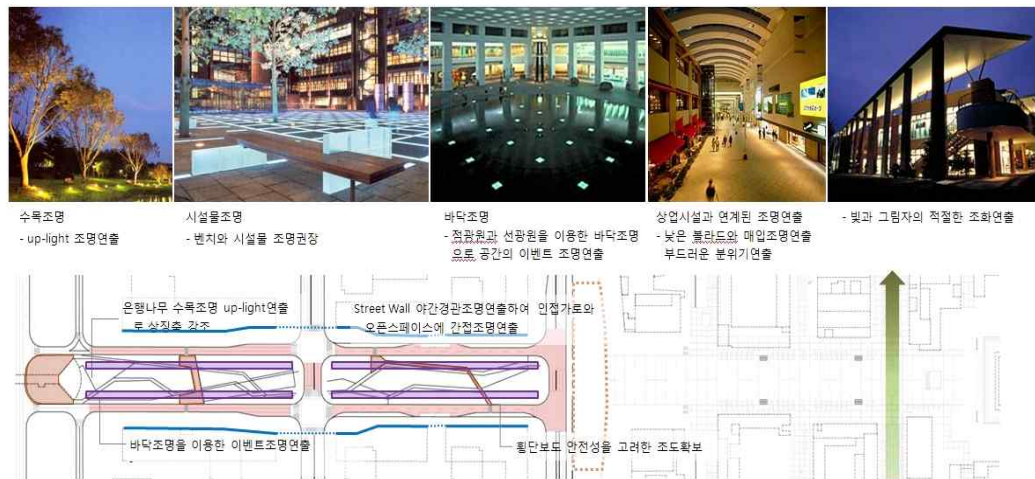 수목조명
- up-light 조명연출
시설물조명
- 벤치와 시설물 조명권장
바닥조명
- 점광원과 선광원을 이용한 바닥조명
으로 공간의 이벤트 조명연출
상업시설과 연계된 조명연출
- 낮은 볼라드와 매입조명연출
부드러운 분위기연출
- 빛과 그림자의 적절한 조화연출
은행나무 수목조명 up-light연출
로 상징축 강조
Street Wall 야간경관조명연출하여 인접가로와
오픈스페이스에 간접조명연출
바닥조명을 이용한 이벤트조명연출
횡단보도 안전성을 고려한 조도확보